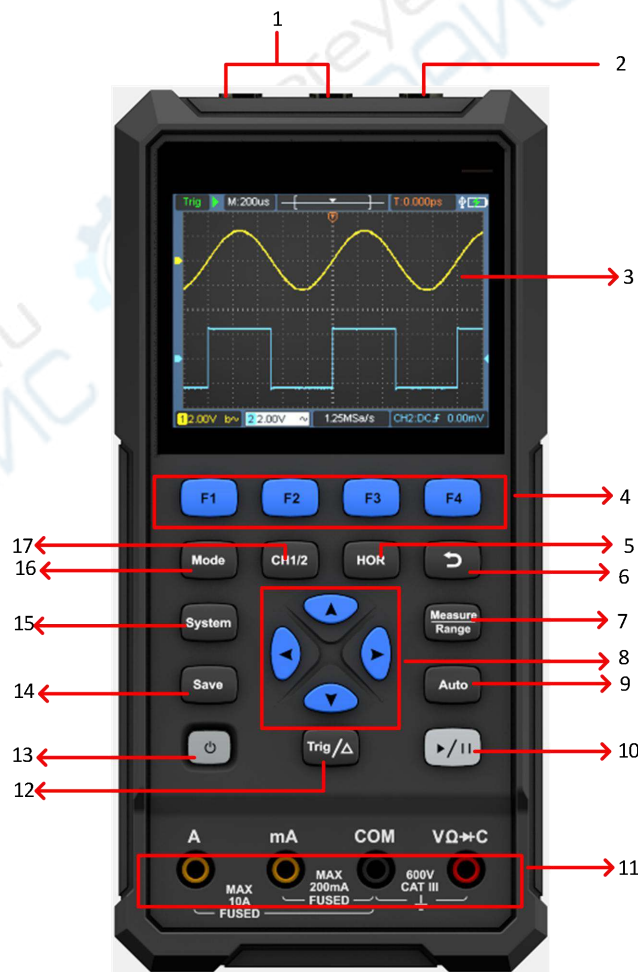 1
2
Trig M:200us T:0.000ps
T
3
1 2.00V 2 2.00V 1.25MSa/s CH2:DC 0.00mV
F1 F2 F3 F4
4
17
5
Mode CH1/2 HOR
16
6
15
System
Measure
Range
7
8
14
Save
Auto
9
13
Trig/△
10
12
A mA COM VΩC
11
MAX
10A
FUSED
MAX
200mA
FUSED
600V
CAT III